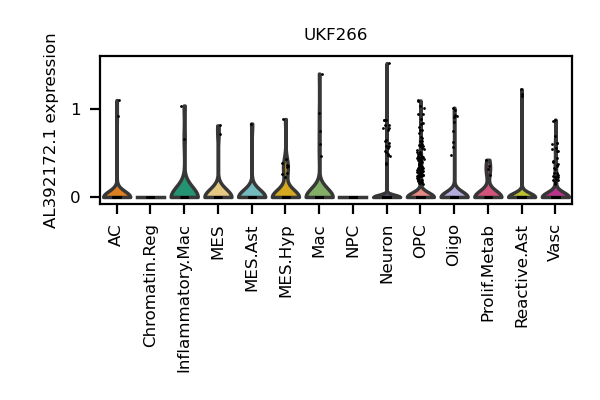 UKF266
AL392172.1 expression
1
0
AC
Chromatin.Reg
Inflammatory.Mac
MES
MES.Ast
MES.Hyp
Mac
NPC
Neuron
OPC
Oligo
Prolif.Metab
Reactive.Ast
Vasc